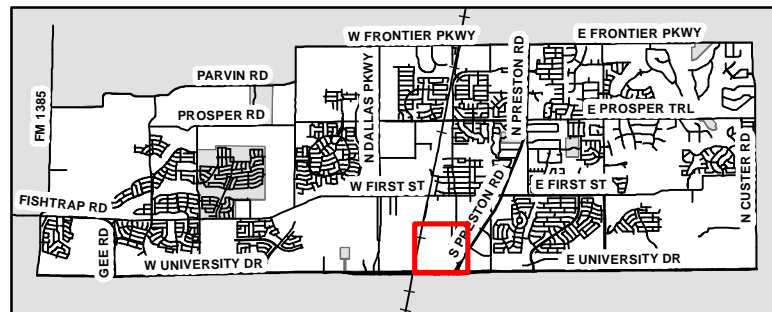 W FRONTIER PKWY
E FRONTIER PKWY
PARVIN RD
FM 1385
PROSPER RD
N DALLAS PKWY
N PRESTON RD
E PROSPER TRL
W FIRST ST
S PRESTON RD
E FIRST ST
N CUSTER RD
FISHTRAP RD
GEE RD
W UNIVERSITY DR
E UNIVERSITY DR